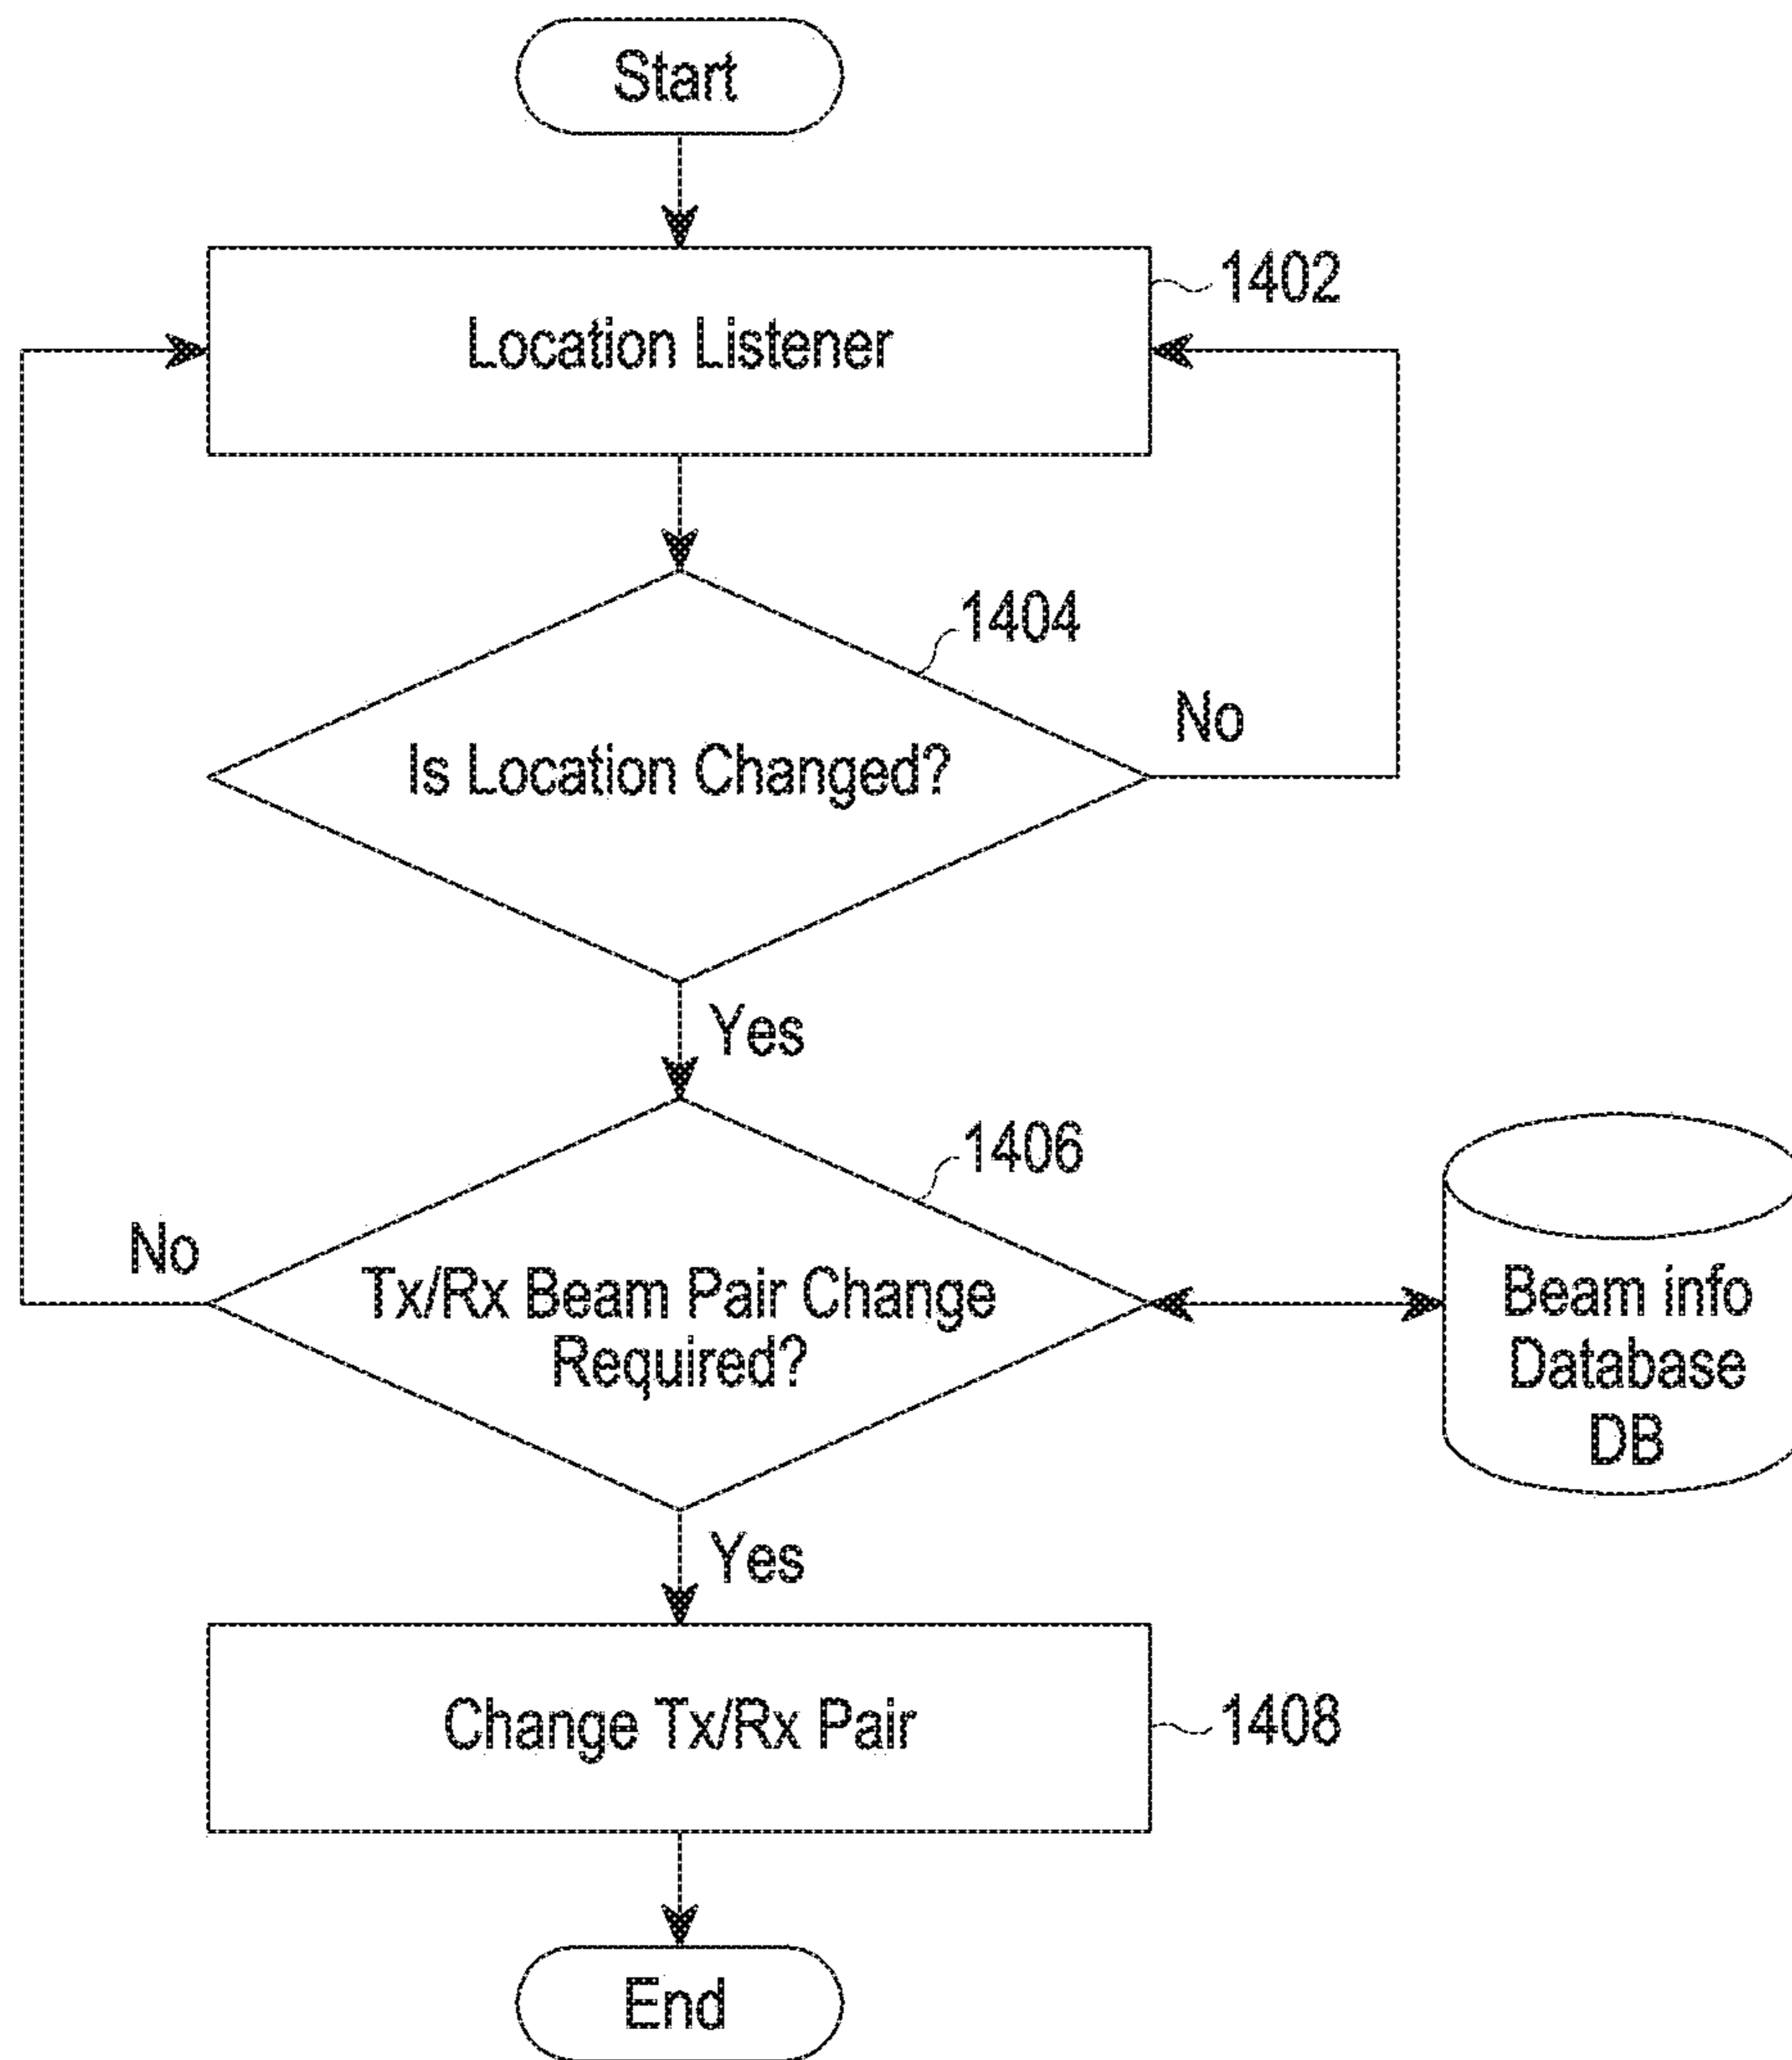 Start
1402
Location Listener
1404
No
Is Location Changed?
Yes
1406
No
Tx/Rx Beam Pair Change
Required?
Beam info
Database
DB
Yes
Change Tx/Rx Pair
1408
End